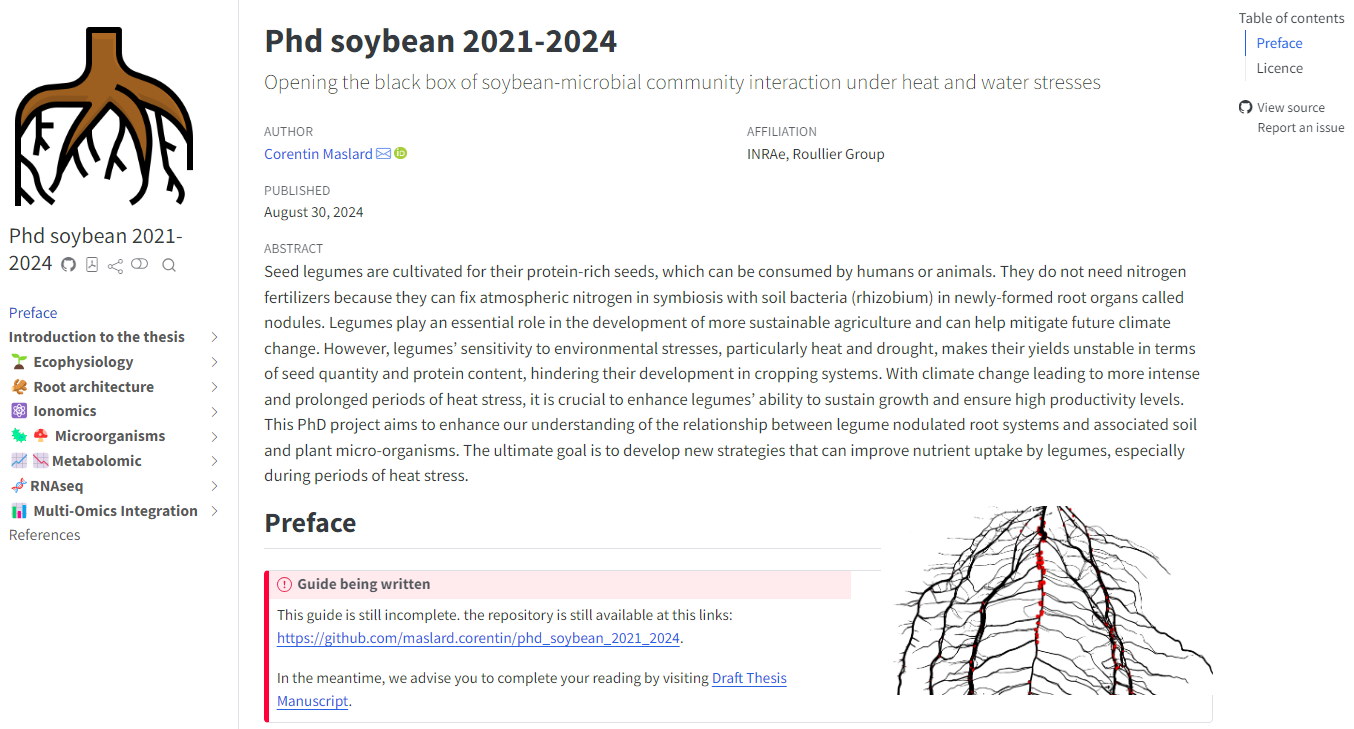 Phd soybean 2021-
2024
Preface
Introduction to the thesis
Ecophysiology
Root architecture
Ionomics
Microorganisms
Metabolomic
RNAseq
Multi-Omics Integration
References
Phd soybean 2021-2024
Opening the black box of soybean-microbial community interaction under heat and water stresses
AUTHOR
Corentin Maslard
AFFILIATION
INRAe, Roullier Group
PUBLISHED
August 30, 2024
ABSTRACT
Seed legumes are cultivated for their protein-rich seeds, which can be consumed by humans or animals. They do not need nitrogen
fertilizers because they can fix atmospheric nitrogen in symbiosis with soil bacteria (rhizobium) in newly-formed root organs called
nodules. Legumes play an essential role in the development of more sustainable agriculture and can help mitigate future climate
change. However, legumes’ sensitivity to environmental stresses, particularly heat and drought, makes their yields unstable in terms
of seed quantity and protein content, hindering their development in cropping systems. With climate change leading to more intense
and prolonged periods of heat stress, it is crucial to enhance legumes’ ability to sustain growth and ensure high productivity levels.
This PhD project aims to enhance our understanding of the relationship between legume nodulated root systems and associated soil
and plant micro-organisms. The ultimate goal is to develop new strategies that can improve nutrient uptake by legumes, especially
during periods of heat stress.
Preface
Guide being written
This guide is still incomplete. the repository is still available at this links:
https://github.com/maslard.corentin/phd_soybean_2021_2024.
In the meantime, we advise you to complete your reading by visiting Draft Thesis
Manuscript.
Table of contents
Preface
Licence
View source
Report an issue